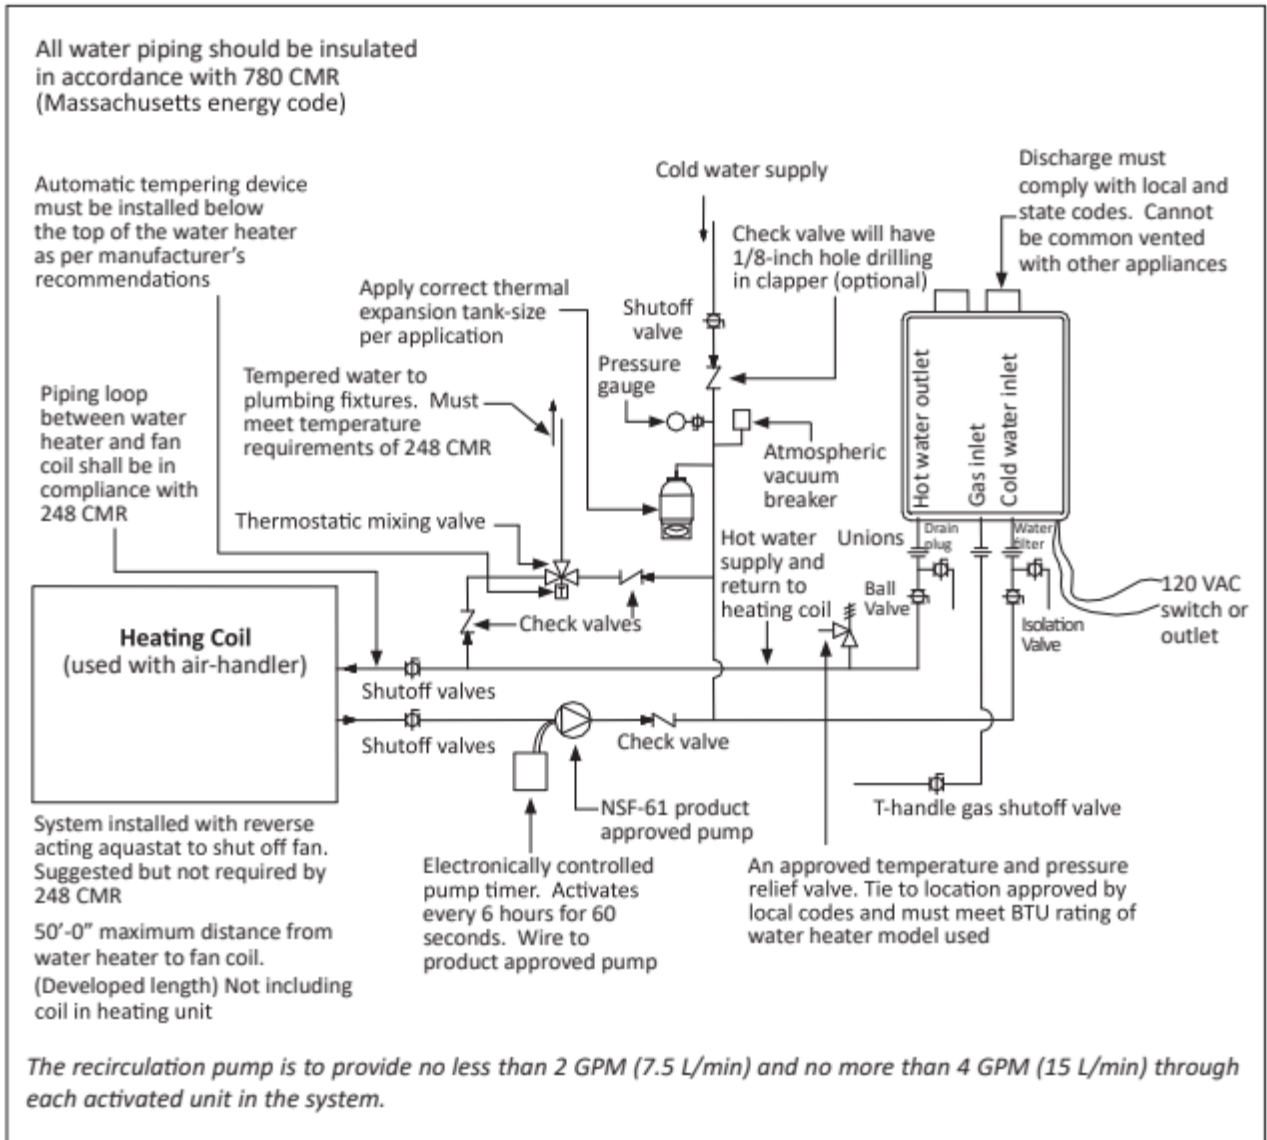 All water piping should be insulated
in accordance with 780 CMR
(Massachusetts energy code)
Automatic tempering device
must be installed below
the top of the water heater
as per manufacturer's
recommendations
Cold water supply
Discharge must
comply with local and
state codes.  Cannot
be common vented
with other appliances
Check valve will have
1/8-inch hole drilling
in clapper (optional)
Apply correct thermal
expansion tank-size
per application
Shutoff
valve
Pressure
gauge
Tempered water to
plumbing fixtures.  Must
meet temperature
requirements of 248 CMR
Piping loop
between water
heater and fan
coil shall be in
compliance with
248 CMR
Atmospheric
vacuum
breaker
Hot water outlet
Gas inlet
Cold water inlet
Thermostatic mixing valve
Hot water
supply and
return to
heating coil
Unions
Drain
plug
Water
filter
Ball
Valve
120 VAC
switch or
outlet
Isolation
Valve
Check valves
Heating Coil
(used with air-handler)
Shutoff valves
Shutoff valves
Check valve
NSF-61 product
approved pump
T-handle gas shutoff valve
System installed with reverse
acting aquastat to shut off fan.
Suggested but not required by
248 CMR
50'-0" maximum distance from
water heater to fan coil.
(Developed length) Not including
coil in heating unit
Electronically controlled
pump timer.  Activates
every 6 hours for 60
seconds.  Wire to
product approved pump
An approved temperature and pressure
relief valve. Tie to location approved by
local codes and must meet BTU rating of
water heater model used
The recirculation pump is to provide no less than 2 GPM (7.5 L/min) and no more than 4 GPM (15 L/min) through
each activated unit in the system.